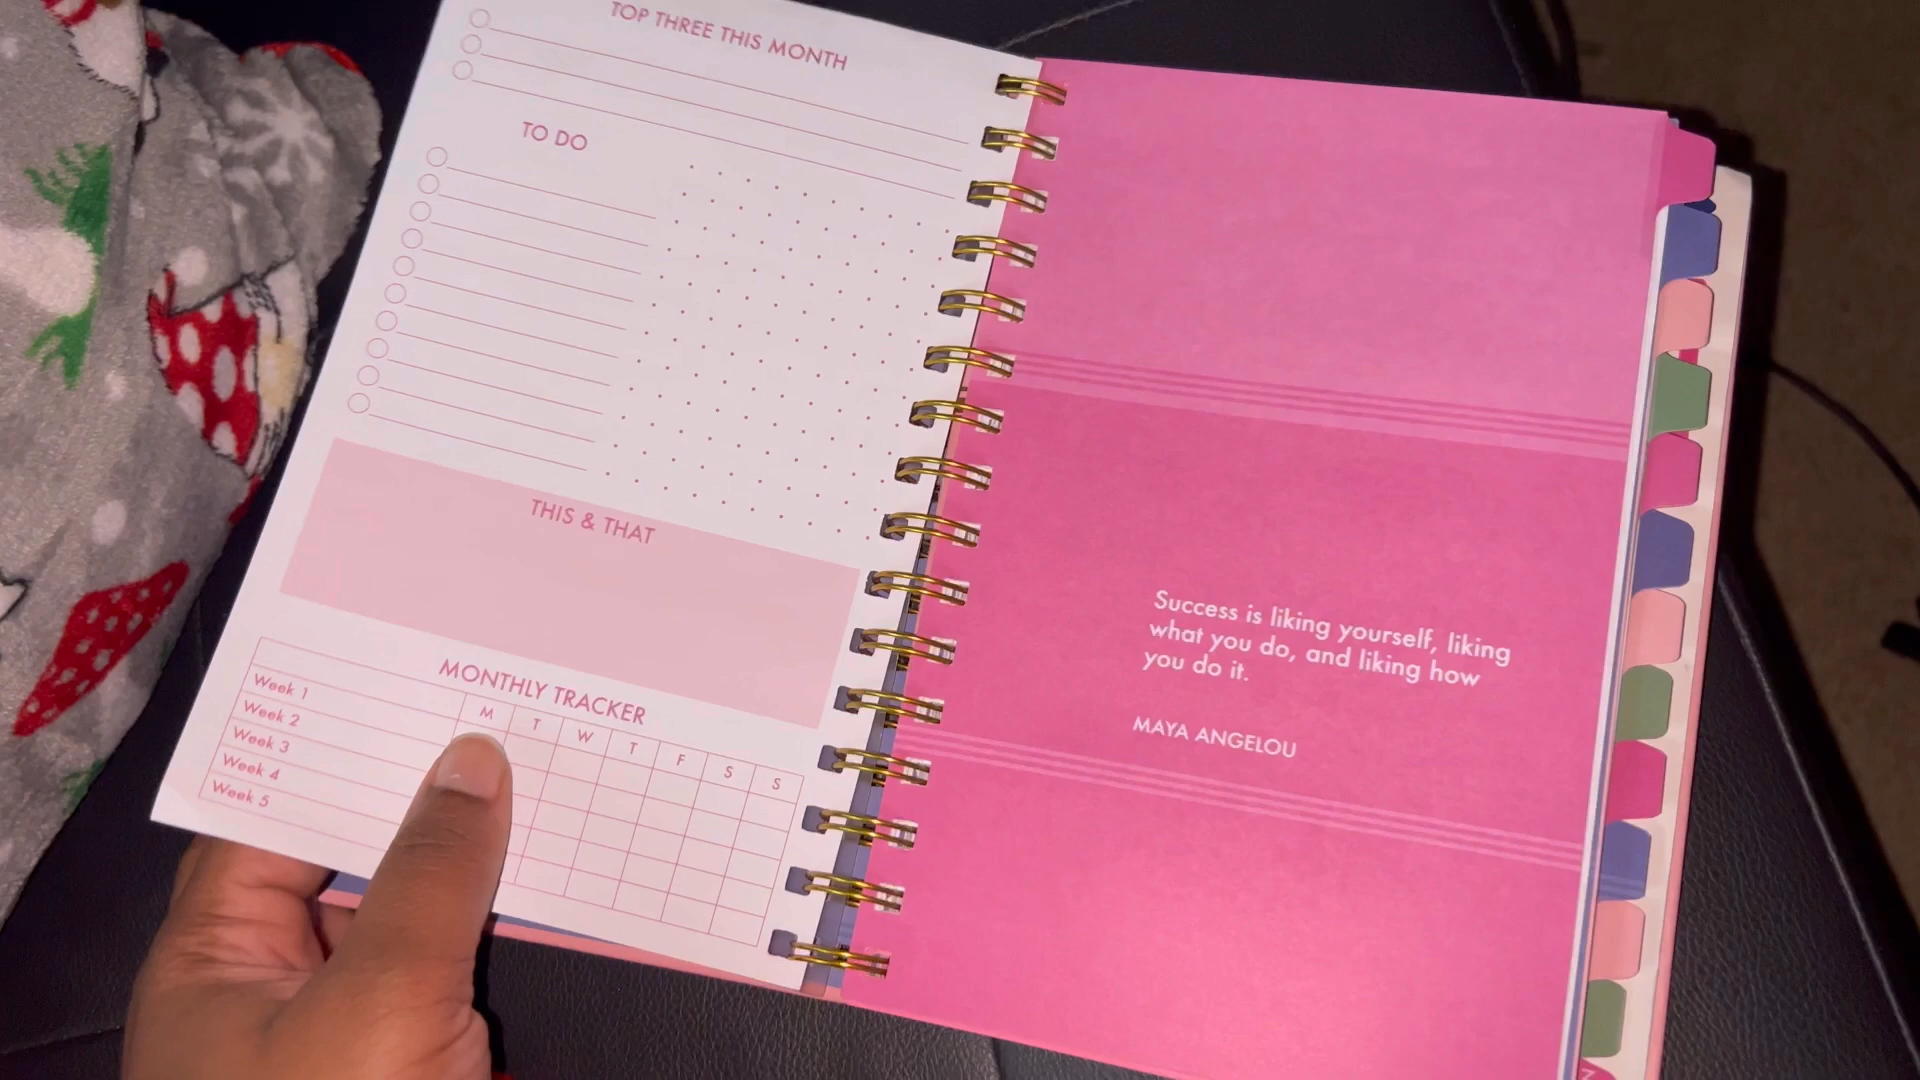 TOP THREE THIS MONTH
TO DO
THIS & THAT
MONTHLY TRACKER
M T W T F S S
Week 1
Week 2
Week 3
Week 4
Week 5
Success is liking yourself, liking
what you do, and liking how
you do it.
MAYA ANGELOU